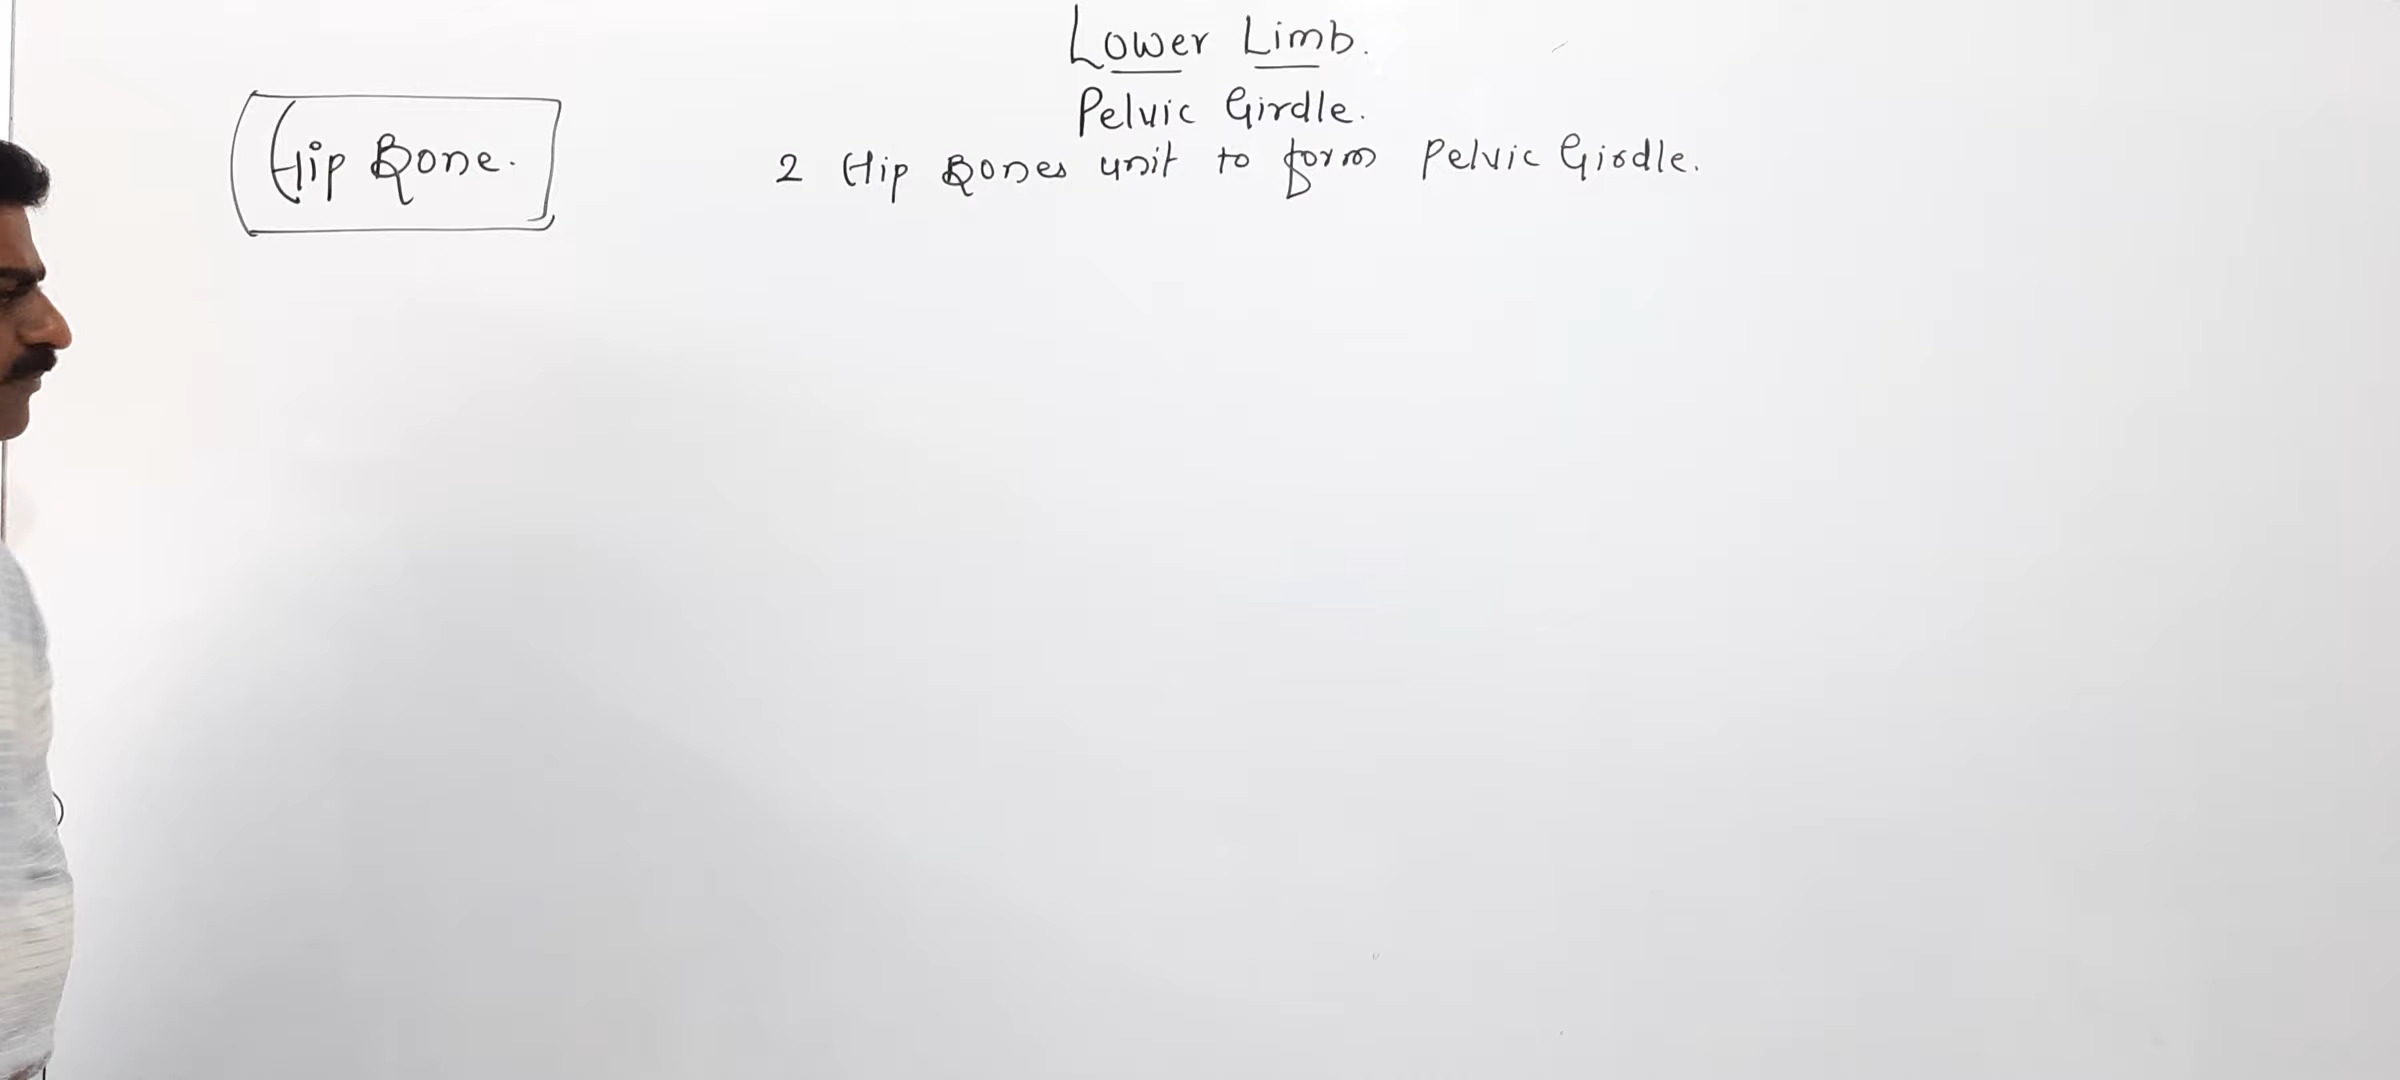 Lower Limb.
Pelvic Girdle.
Hip Bone.
2 Hip Bones unit to form Pelvic Girdle.